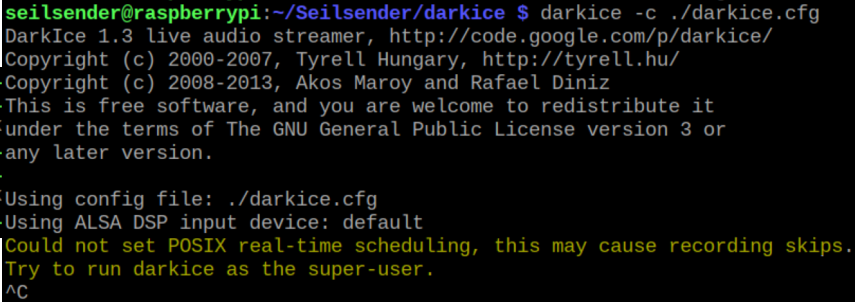 seilsender@raspberrypi:~/Seilsender/darkice $ darkice -c ./darkice.cfg
DarkIce 1.3 live audio streamer, http://code.google.com/p/darkice/
Copyright (c) 2000-2007, Tyrell Hungary, http://tyrell.hu/
Copyright (c) 2008-2013, Akos Maroy and Rafael Diniz
This is free software, and you are welcome to redistribute it
under the terms of The GNU General Public License version 3 or
any later version.

Using config file: ./darkice.cfg
Using ALSA DSP input device: default
Could not set POSIX real-time scheduling, this may cause recording skips.
Try to run darkice as the super-user.
^C